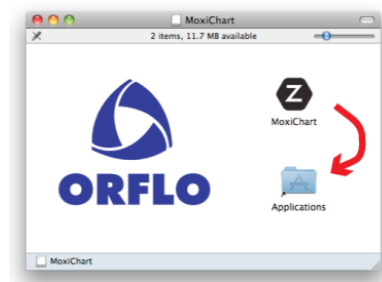 MoxiChart
2 items, 11.7 MB available
Z
MoxiChart
ORFLO
Applications
MoxiChart